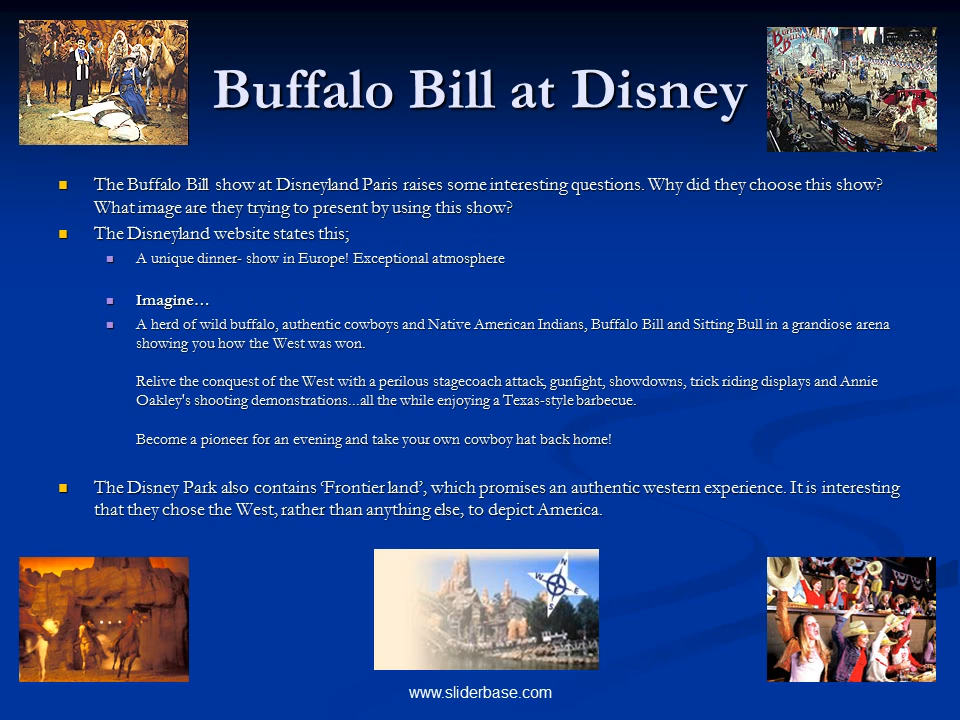 Buffalo Bill at Disney
The Buffalo Bill show at Disneyland Paris raises some interesting questions. Why did they choose this show?
What image are they trying to present by using this show?
The Disneyland website states this;
A unique dinner- show in Europe! Exceptional atmosphere
Imagine…
A herd of wild buffalo, authentic cowboys and Native American Indians, Buffalo Bill and Sitting Bull in a grandiose arena
showing you how the West was won.
Relive the conquest of the West with a perilous stagecoach attack, gunfight, showdowns, trick riding displays and Annie
Oakley's shooting demonstrations...all the while enjoying a Texas-style barbecue.
Become a pioneer for an evening and take your own cowboy hat back home!
The Disney Park also contains ‘Frontier land’, which promises an authentic western experience. It is interesting
that they chose the West, rather than anything else, to depict America.
N
W E
S
www.sliderbase.com